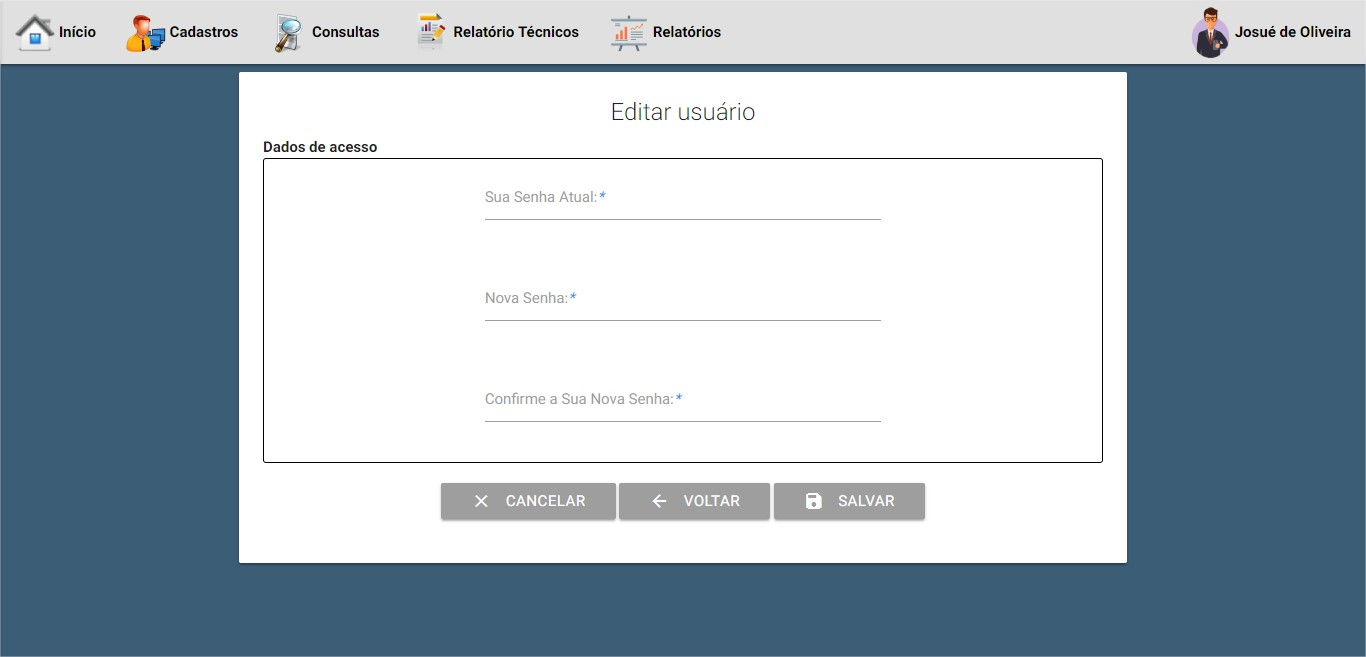 Início Cadastros Consultas Relatório Técnicos Relatórios Josué de Oliveira
Editar usuário
Dados de acesso
Sua Senha Atual:*
Nova Senha:*
Confirme a Sua Nova Senha:*
CANCELAR VOLTAR SALVAR